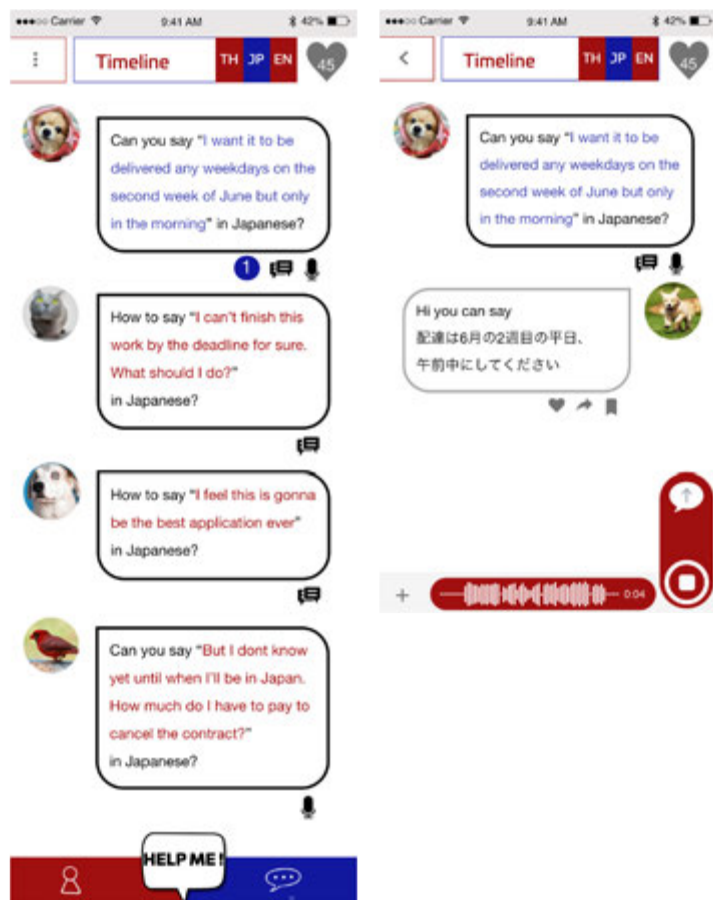 Carrier 9:41 AM 42%
Timeline TH JP EN 45
Can you say "I want it to be
delivered any weekdays on the
second week of June but only
in the morning" in Japanese?
1
How to say "I can't finish this
work by the deadline for sure.
What should I do?"
in Japanese?
How to say "I feel this is gonna
be the best application ever"
in Japanese?
Can you say "But I dont know
yet until when I'll be in Japan.
How much do I have to pay to
cancel the contract?"
in Japanese?
HELP ME!
Carrier 9:41 AM 42%
Timeline TH JP EN 45
Can you say "I want it to be
delivered any weekdays on the
second week of June but only
in the morning" in Japanese?
Hi you can say
配達は6月の2週目の平日、
午前中にしてください
0:04